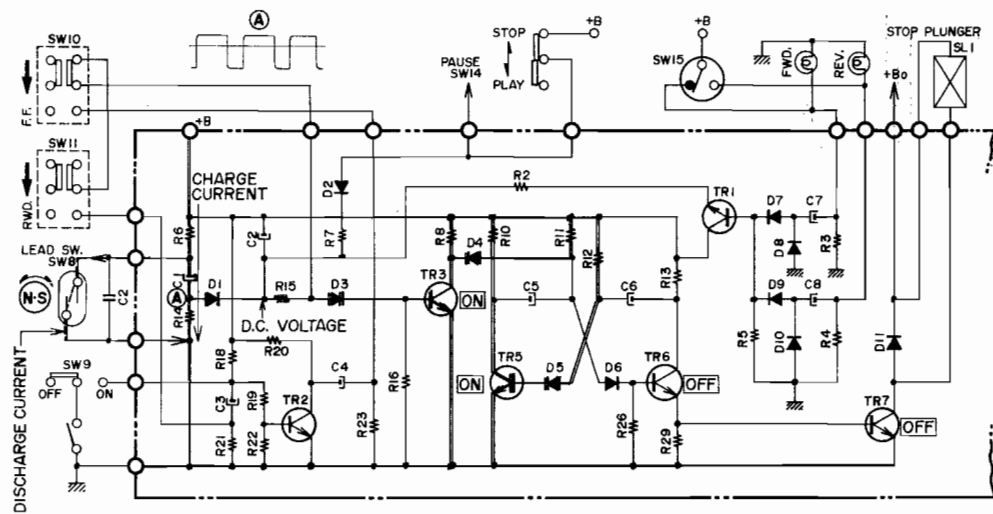 SW10
F.F.
SW11
RWD.
LEAD SW.
SW8
N·S
DISCHARGE CURRENT
SW9
OFF
ON
A
+B
CHARGE
CURRENT
R6
C1
A
R14
C2
D1
R15
D.C. VOLTAGE
R20
R18
C3
R19
R21
R22
TR2
C4
R23
R16
C2
D2
R7
D3
PAUSE
SW14
STOP
PLAY
+B
R2
R8
TR3
ON
D4
R10
C5
R11
R12
C6
R13
TR5
ON
D5
D6
TR6
OFF
R26
R29
TR1
+B
SW15
FWD.
REV.
D7
C7
D8
R3
D9
C8
R5
D10
R4
D11
TR7
OFF
+Bo
STOP PLUNGER
SL1